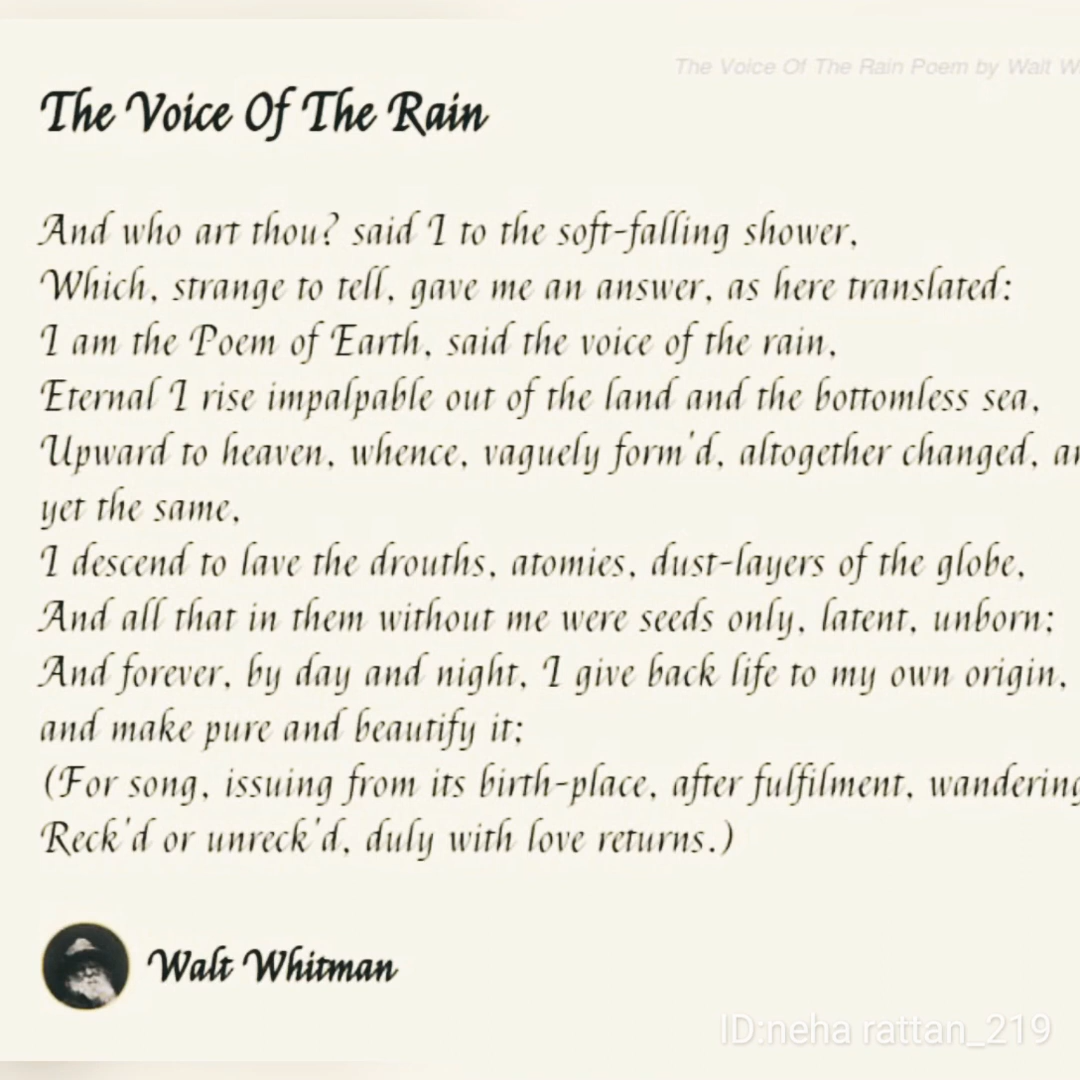 The Voice Of The Rain Poem by Walt W
The Voice Of The Rain
And who art thou? said I to the soft-falling shower,
Which, strange to tell, gave me an answer, as here translated:
I am the Poem of Earth, said the voice of the rain,
Eternal I rise impalpable out of the land and the bottomless sea,
Upward to heaven, whence, vaguely form'd, altogether changed, an
yet the same,
I descend to lave the drouths, atomies, dust-layers of the globe,
And all that in them without me were seeds only, latent, unborn;
And forever, by day and night, I give back life to my own origin,
and make pure and beautify it;
(For song, issuing from its birth-place, after fulfilment, wandering
Reck'd or unreck'd, duly with love returns.)
Walt Whitman
ID:neha rattan_219